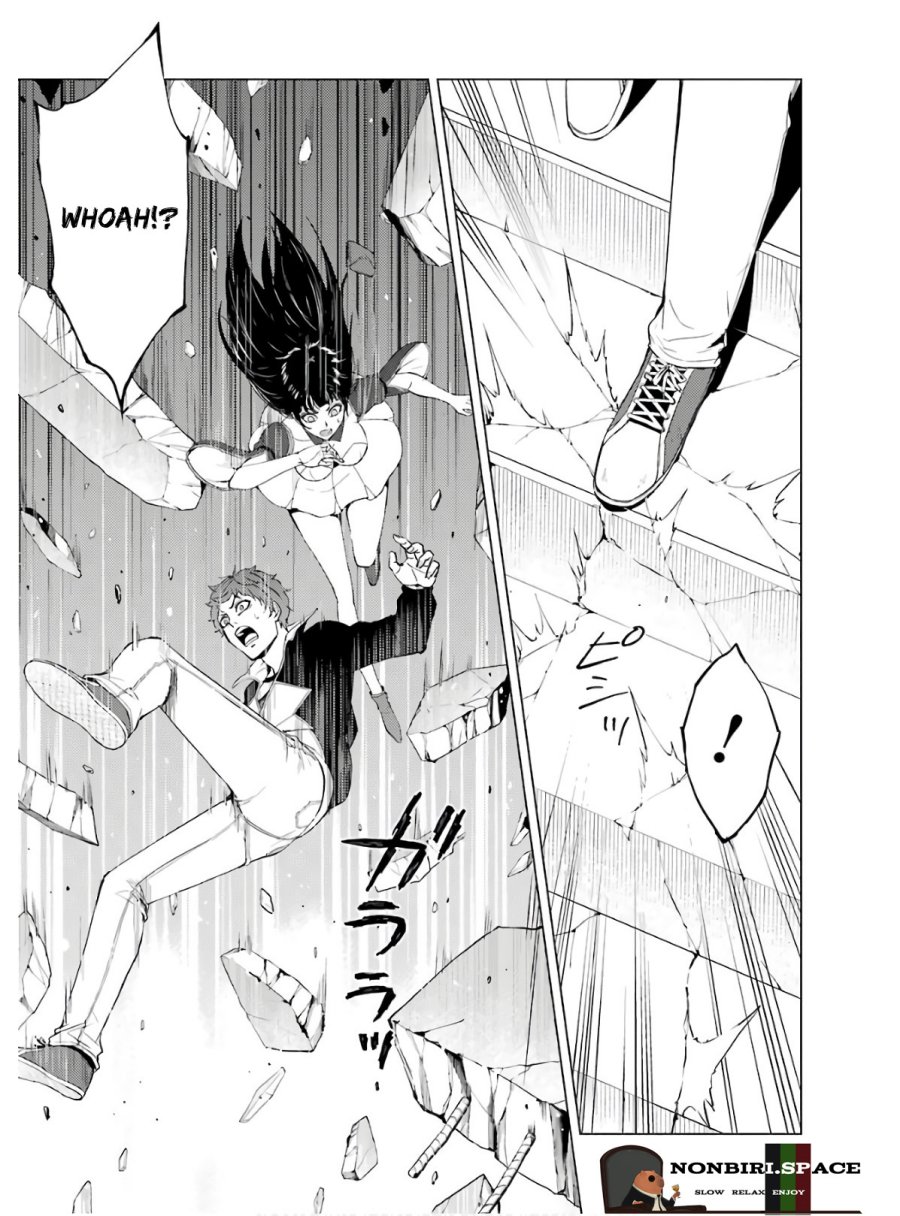 !
ピシッ
WHOAH!?
ガララッ
NONBIRI.SPACE
SLOW RELAX ENJOY